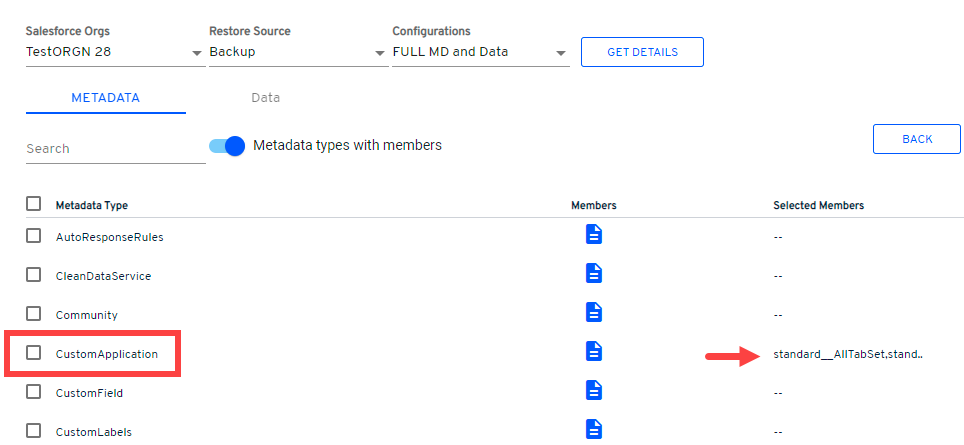 Salesforce Orgs Restore Source Configurations
TestORGN 28 Backup FULL MD and Data GET DETAILS
METADATA Data
Search Metadata types with members BACK
Metadata Type Members Selected Members
AutoResponseRules --
CleanDataService --
Community --
CustomApplication standard__AllTabSet,stand..
CustomField --
CustomLabels --